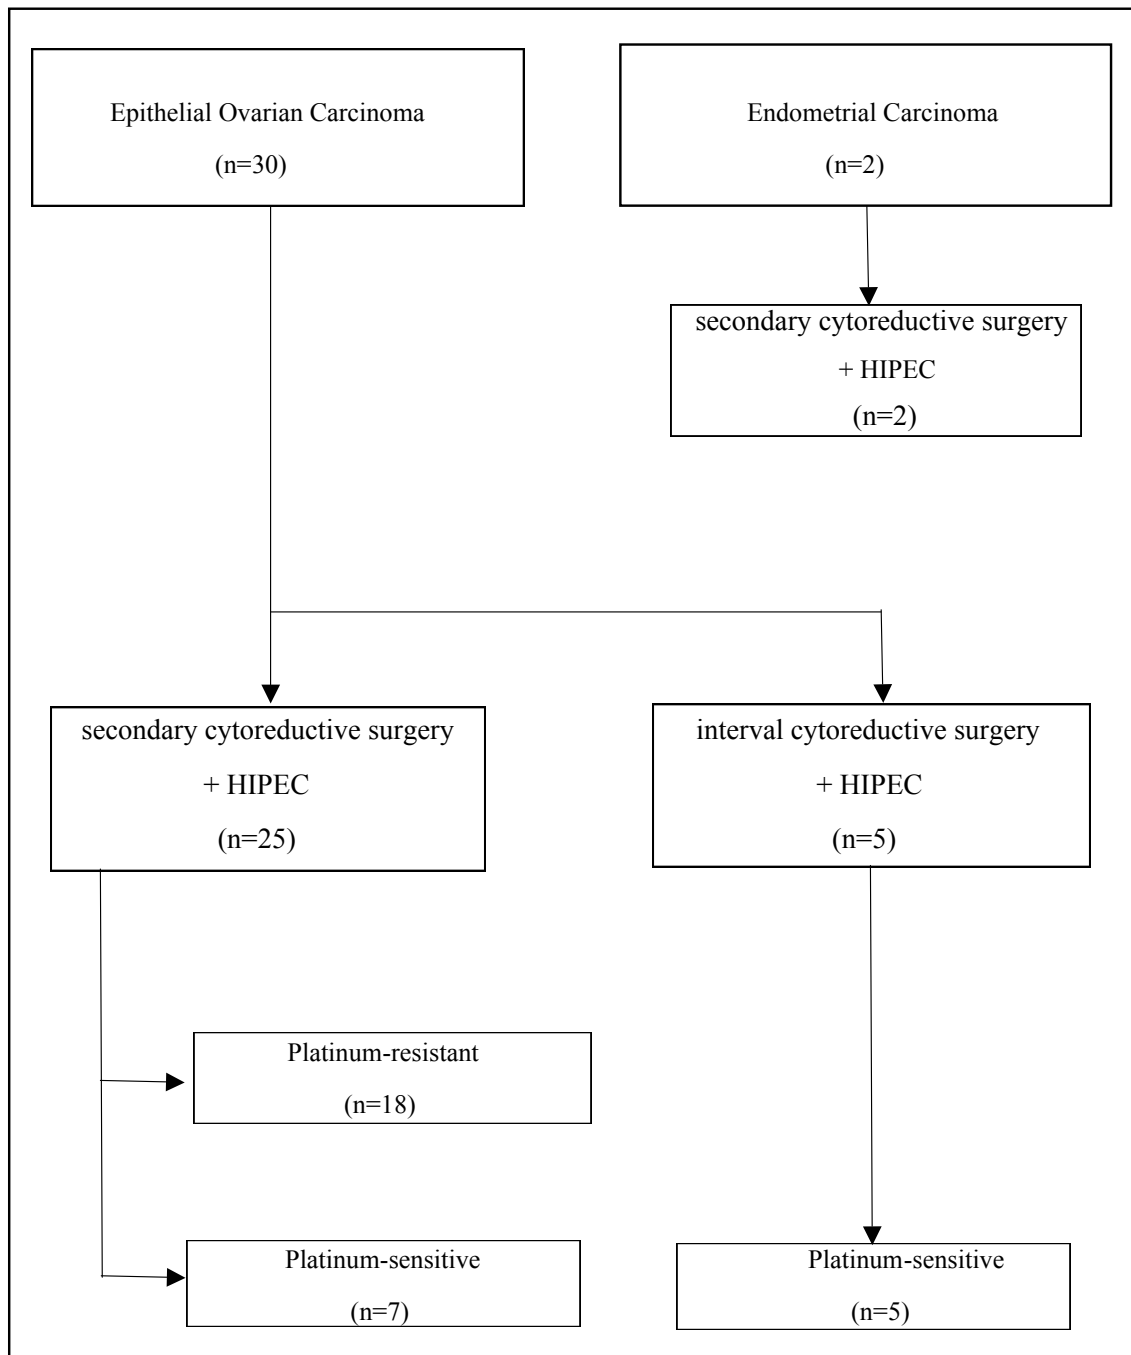 Epithelial Ovarian Carcinoma
(n=30)
Endometrial Carcinoma
(n=2)
secondary cytoreductive surgery
+ HIPEC
(n=2)
secondary cytoreductive surgery
+ HIPEC
(n=25)
interval cytoreductive surgery
+ HIPEC
(n=5)
Platinum-resistant
(n=18)
Platinum-sensitive
(n=7)
Platinum-sensitive
(n=5)